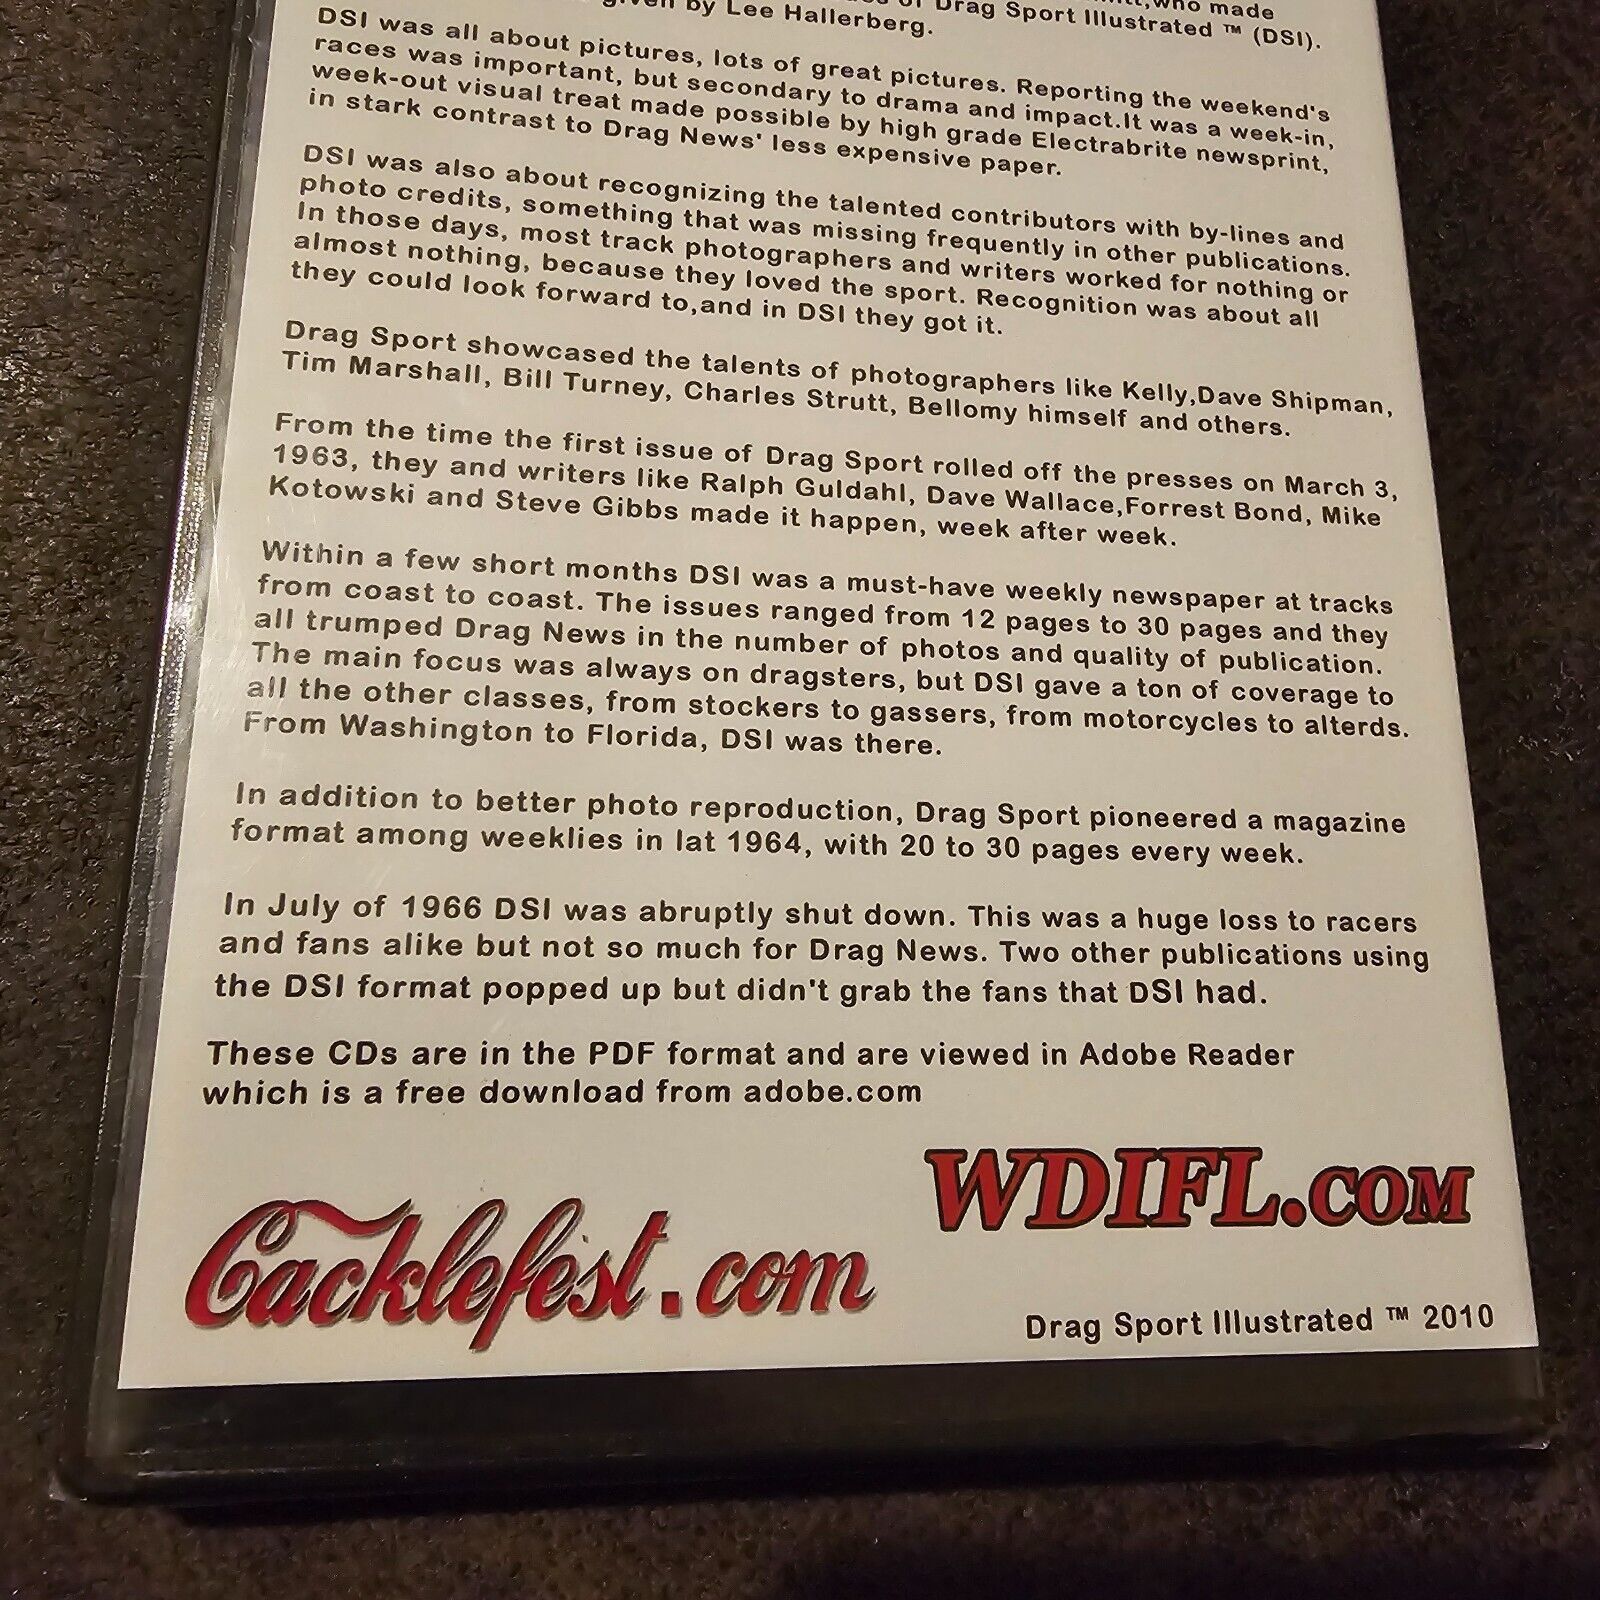 who made
of Drag Sport Illustrated ™ (DSI).
given by Lee Hallerberg.
DSI was all about pictures, lots of great pictures. Reporting the weekend's
races was important, but secondary to drama and impact.It was a week-in,
week-out visual treat made possible by high grade Electrabrite newsprint,
in stark contrast to Drag News' less expensive paper.
DSI was also about recognizing the talented contributors with by-lines and
photo credits, something that was missing frequently in other publications.
In those days, most track photographers and writers worked for nothing or
almost nothing, because they loved the sport. Recognition was about all
they could look forward to,and in DSI they got it.
Drag Sport showcased the talents of photographers like Kelly,Dave Shipman,
Tim Marshall, Bill Turney, Charles Strutt, Bellomy himself and others.
From the time the first issue of Drag Sport rolled off the presses on March 3,
1963, they and writers like Ralph Guldahl, Dave Wallace,Forrest Bond, Mike
Kotowski and Steve Gibbs made it happen, week after week.
Within a few short months DSI was a must-have weekly newspaper at tracks
from coast to coast. The issues ranged from 12 pages to 30 pages and they
all trumped Drag News in the number of photos and quality of publication.
The main focus was always on dragsters, but DSI gave a ton of coverage to
all the other classes, from stockers to gassers, from motorcycles to alterds.
From Washington to Florida, DSI was there.
In addition to better photo reproduction, Drag Sport pioneered a magazine
format among weeklies in lat 1964, with 20 to 30 pages every week.
In July of 1966 DSI was abruptly shut down. This was a huge loss to racers
and fans alike but not so much for Drag News. Two other publications using
the DSI format popped up but didn't grab the fans that DSI had.
These CDs are in the PDF format and are viewed in Adobe Reader
which is a free download from adobe.com
WDIFL.COM
Cacklefest.com
Drag Sport Illustrated ™ 2010